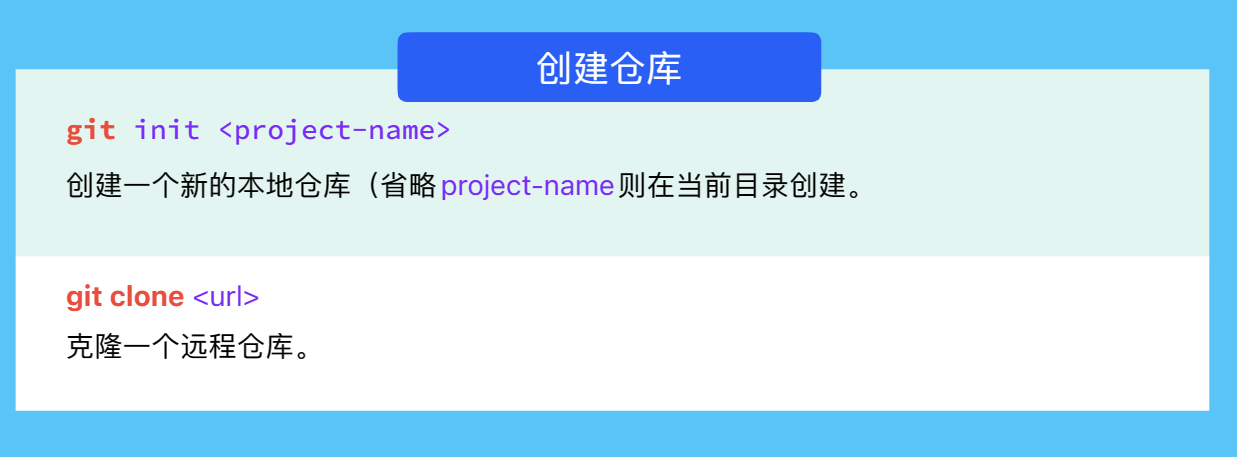 创建仓库
git init <project-name>
创建一个新的本地仓库（省略project-name则在当前目录创建。
git clone <url>
克隆一个远程仓库。